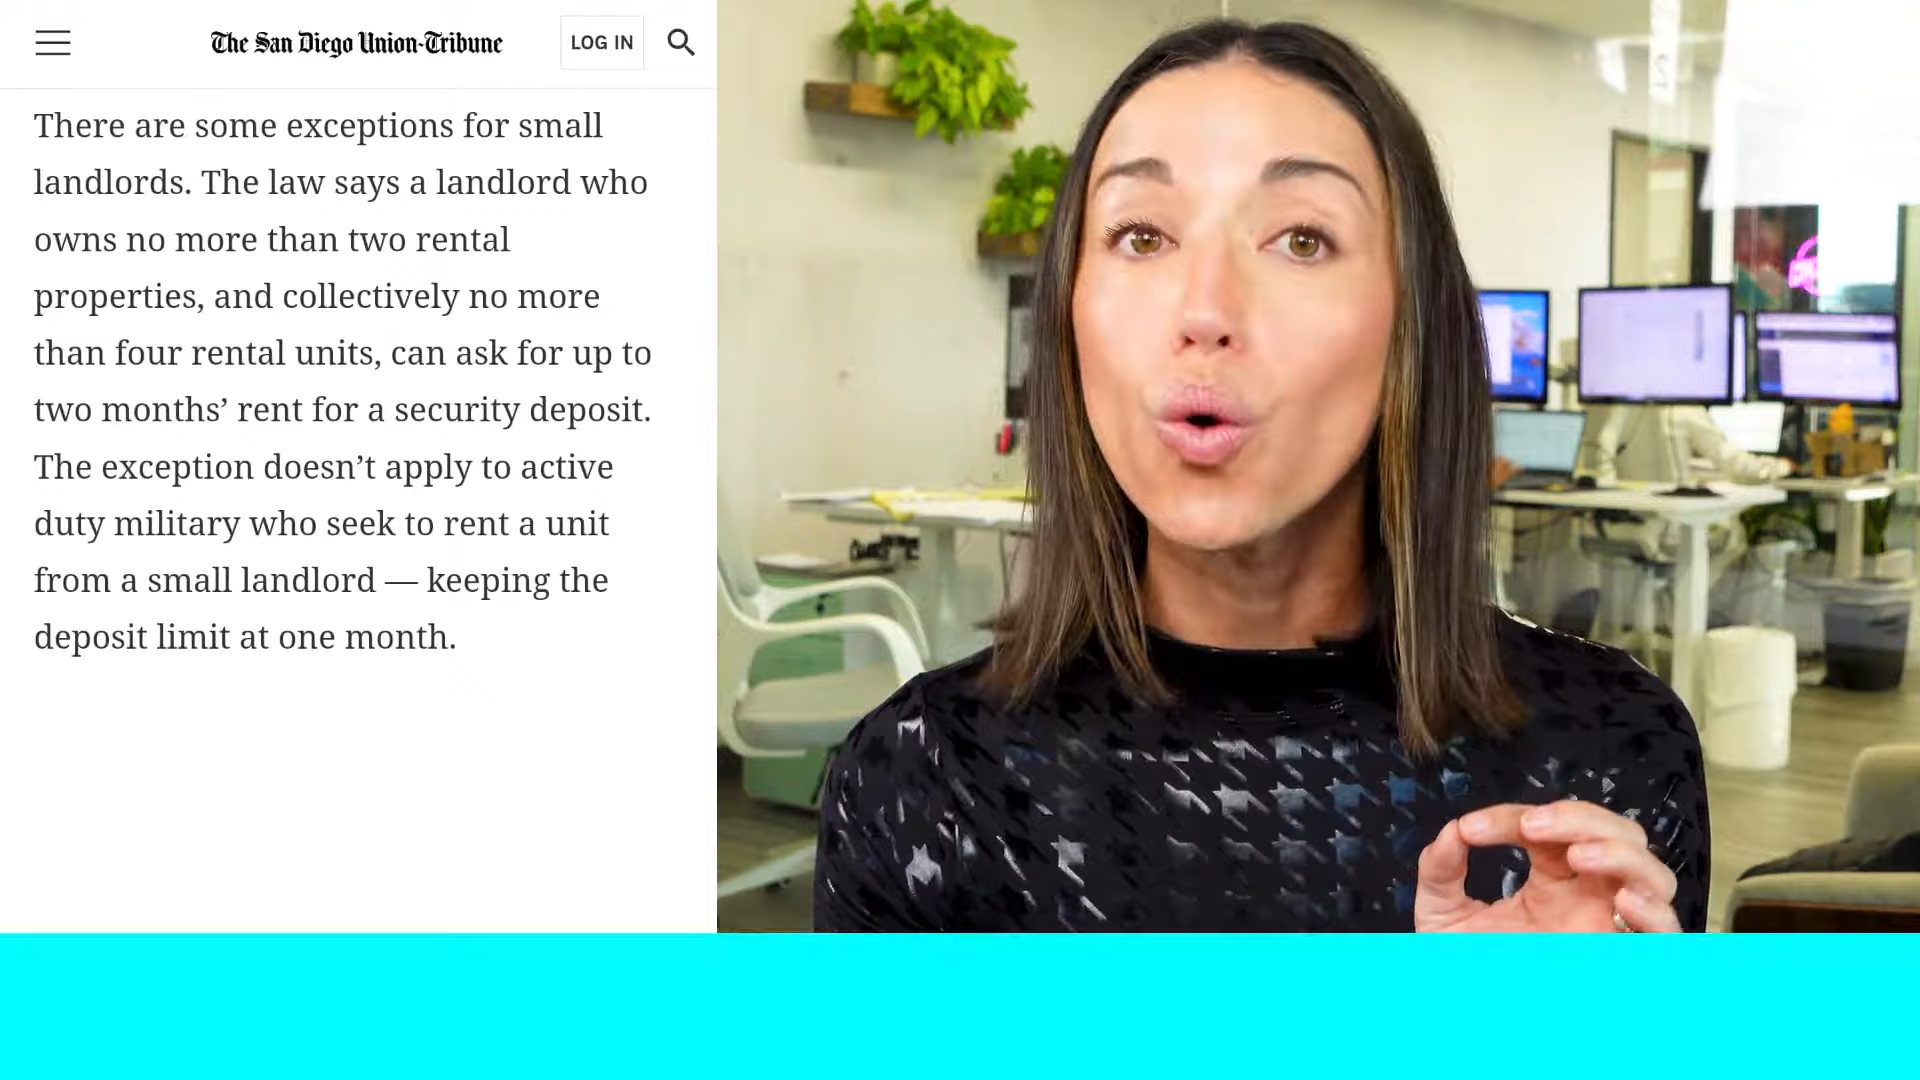 The San Diego Union-Tribune
LOG IN
There are some exceptions for small
landlords. The law says a landlord who
owns no more than two rental
properties, and collectively no more
than four rental units, can ask for up to
two months’ rent for a security deposit.
The exception doesn’t apply to active
duty military who seek to rent a unit
from a small landlord — keeping the
deposit limit at one month.